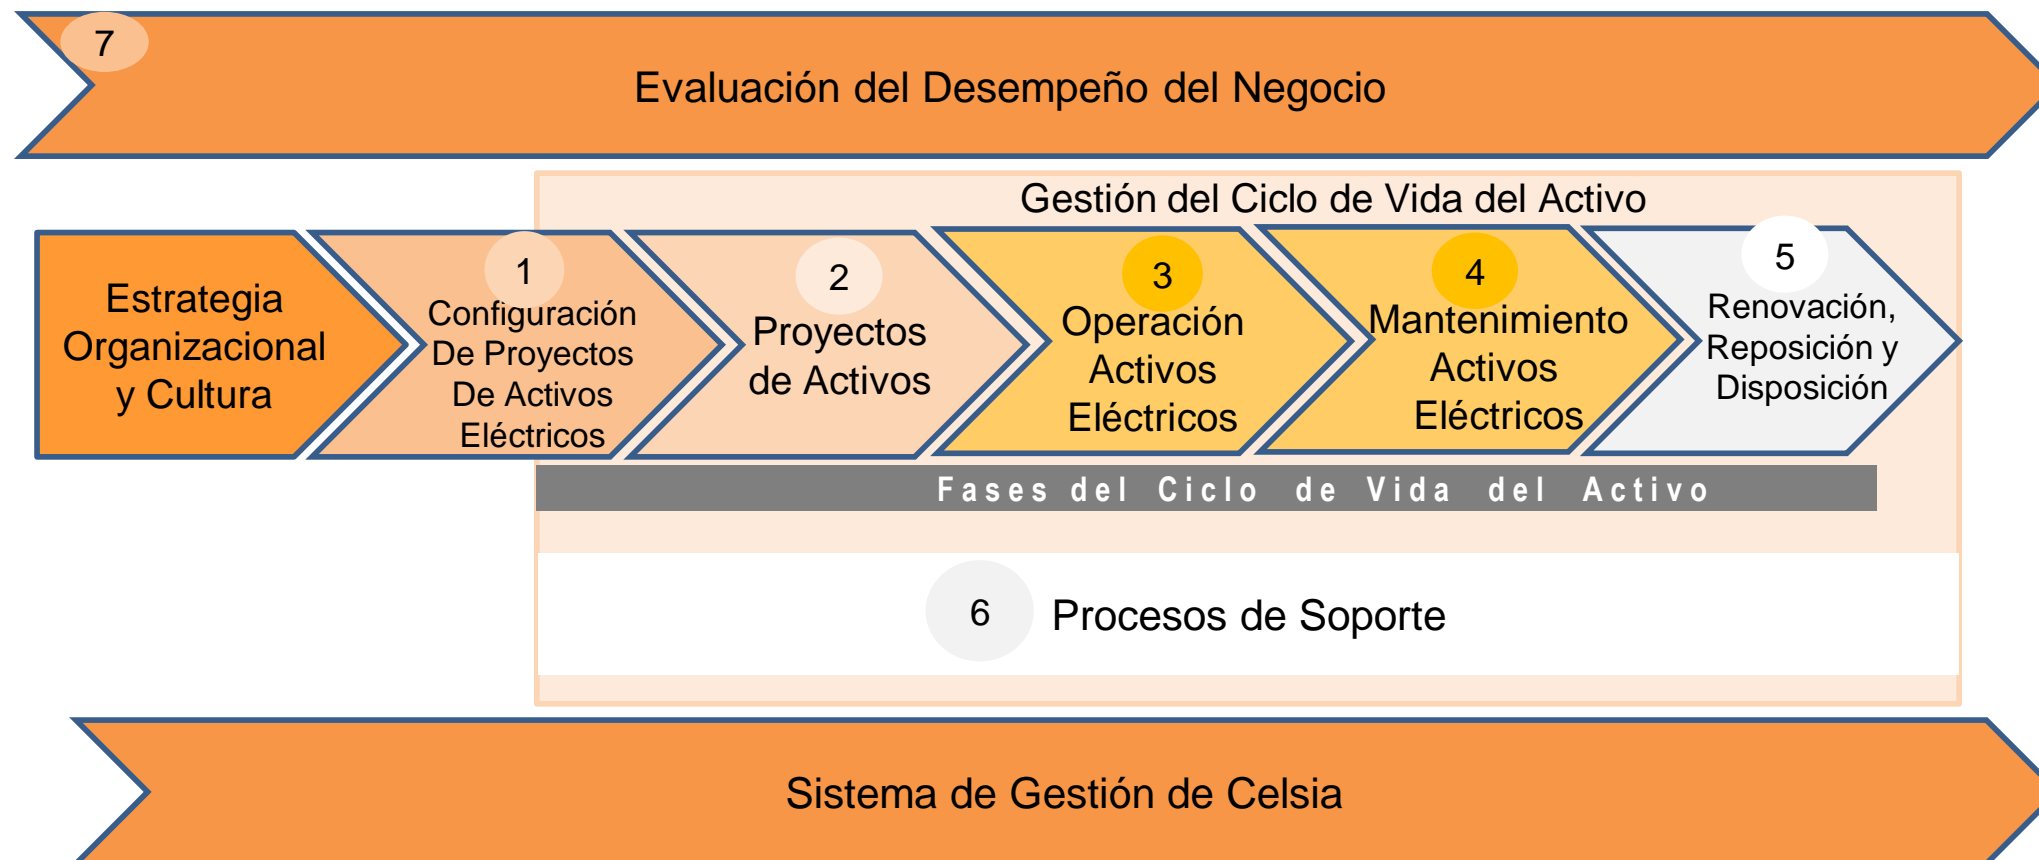 7
Evaluación del Desempeño del Negocio
Gestión del Ciclo de Vida del Activo
Estrategia
Organizacional
y Cultura
1
Configuración
De Proyectos
De Activos
Eléctricos
2
Proyectos
de Activos
3
Operación
Activos
Eléctricos
4
Mantenimiento
Activos
Eléctricos
5
Renovación,
Reposición y
Disposición
Fases del Ciclo de Vida del Activo
6 Procesos de Soporte
Sistema de Gestión de Celsia